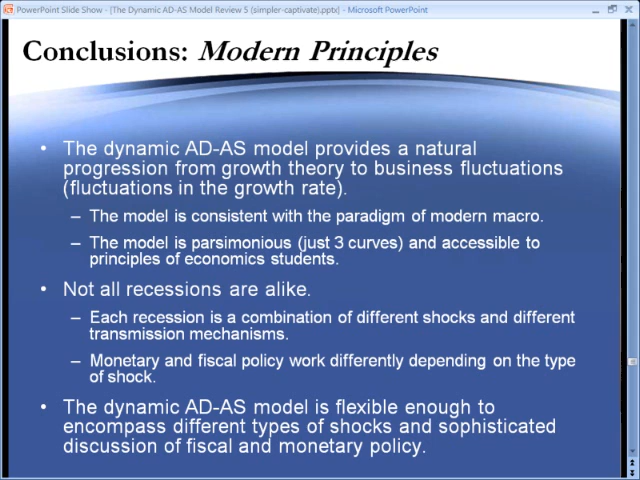 PowerPoint Slide Show - [The Dynamic AD-AS Model Review 5 (simpler-captivate).pptx] - Microsoft PowerPoint
Conclusions: Modern Principles
• The dynamic AD-AS model provides a natural
progression from growth theory to business fluctuations
(fluctuations in the growth rate).
– The model is consistent with the paradigm of modern macro.
– The model is parsimonious (just 3 curves) and accessible to
principles of economics students.
• Not all recessions are alike.
– Each recession is a combination of different shocks and different
transmission mechanisms.
– Monetary and fiscal policy work differently depending on the type
of shock.
• The dynamic AD-AS model is flexible enough to
encompass different types of shocks and sophisticated
discussion of fiscal and monetary policy.